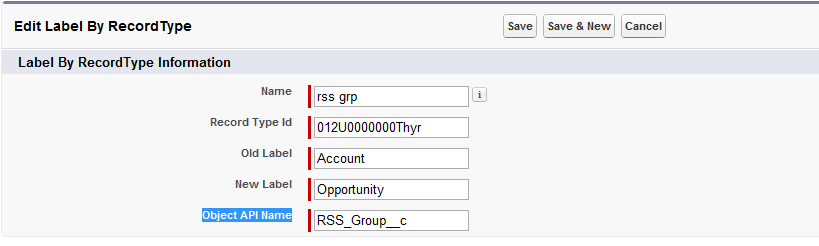 Edit Label By RecordType
Save Save & New Cancel
Label By RecordType Information
Name rss grp i
Record Type Id 012U0000000Thyr
Old Label Account
New Label Opportunity
Object API Name RSS_Group__c